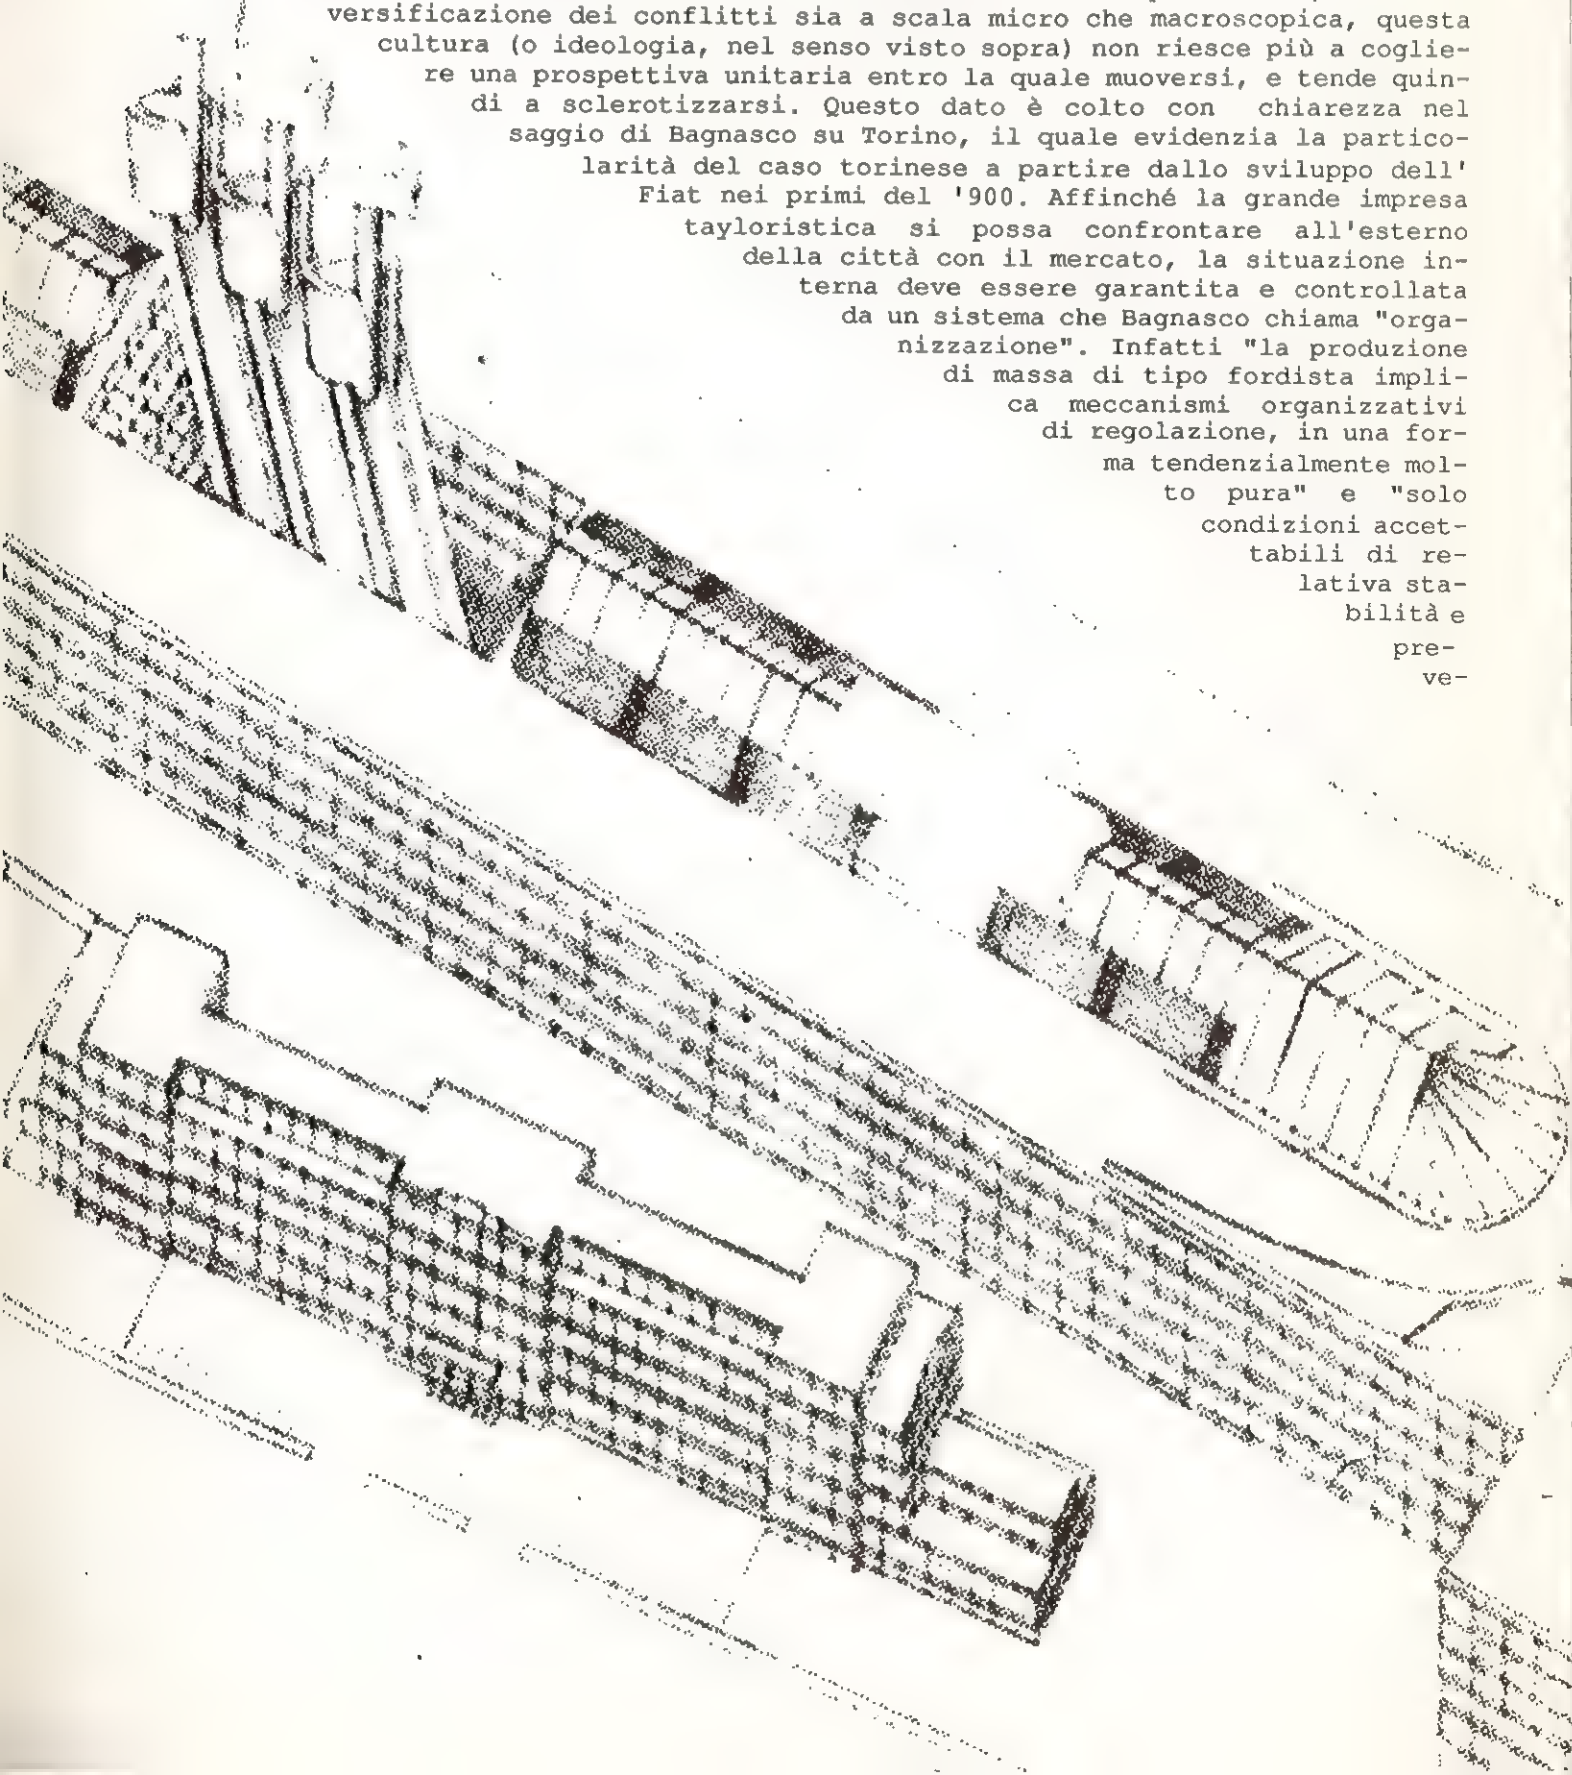 versificazione dei conflitti sia a scala micro che macroscopica, questa
cultura (o ideologia, nel senso visto sopra) non riesce più a coglie-
re una prospettiva unitaria entro la quale muoversi, e tende quin-
di a sclerotizzarsi. Questo dato è colto con chiarezza nel
saggio di Bagnasco su Torino, il quale evidenzia la partico-
larità del caso torinese a partire dallo sviluppo dell'
Fiat nei primi del '900. Affinché la grande impresa
tayloristica si possa confrontare all'esterno
della città con il mercato, la situazione in-
terna deve essere garantita e controllata
da un sistema che Bagnasco chiama "orga-
nizzazione". Infatti "la produzione
di massa di tipo fordista impli-
ca meccanismi organizzativi
di regolazione, in una for-
ma tendenzialmente mol-
to pura" e "solo
condizioni accet-
tabili di re-
lativa sta-
bilità e
pre-
ve-